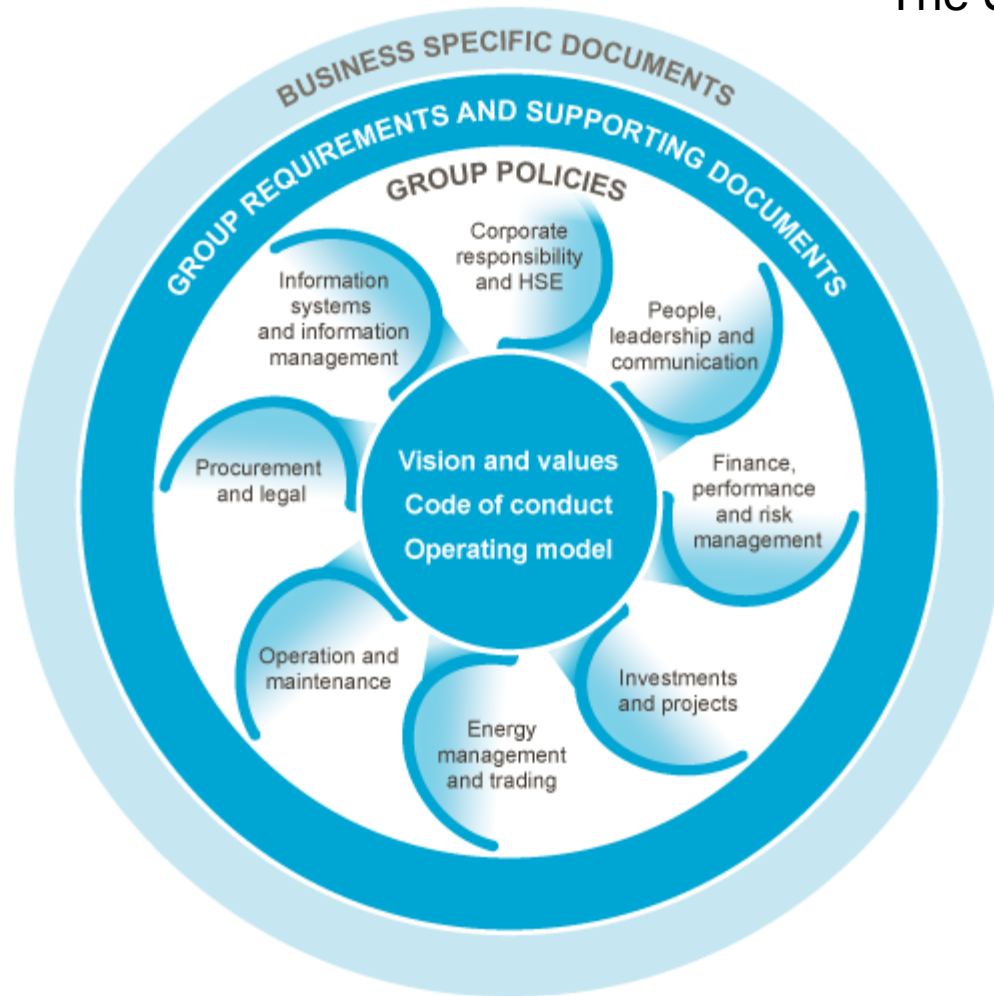 The
BUSINESS SPECIFIC DOCUMENTS
GROUP REQUIREMENTS AND SUPPORTING DOCUMENTS
GROUP POLICIES
Corporate
responsibility
and HSE
People,
leadership and
communication
Finance,
performance
and risk
management
Investments
and projects
Energy
management
and trading
Operation and
maintenance
Procurement
and legal
Information
systems
and information
management
Vision and values
Code of conduct
Operating model